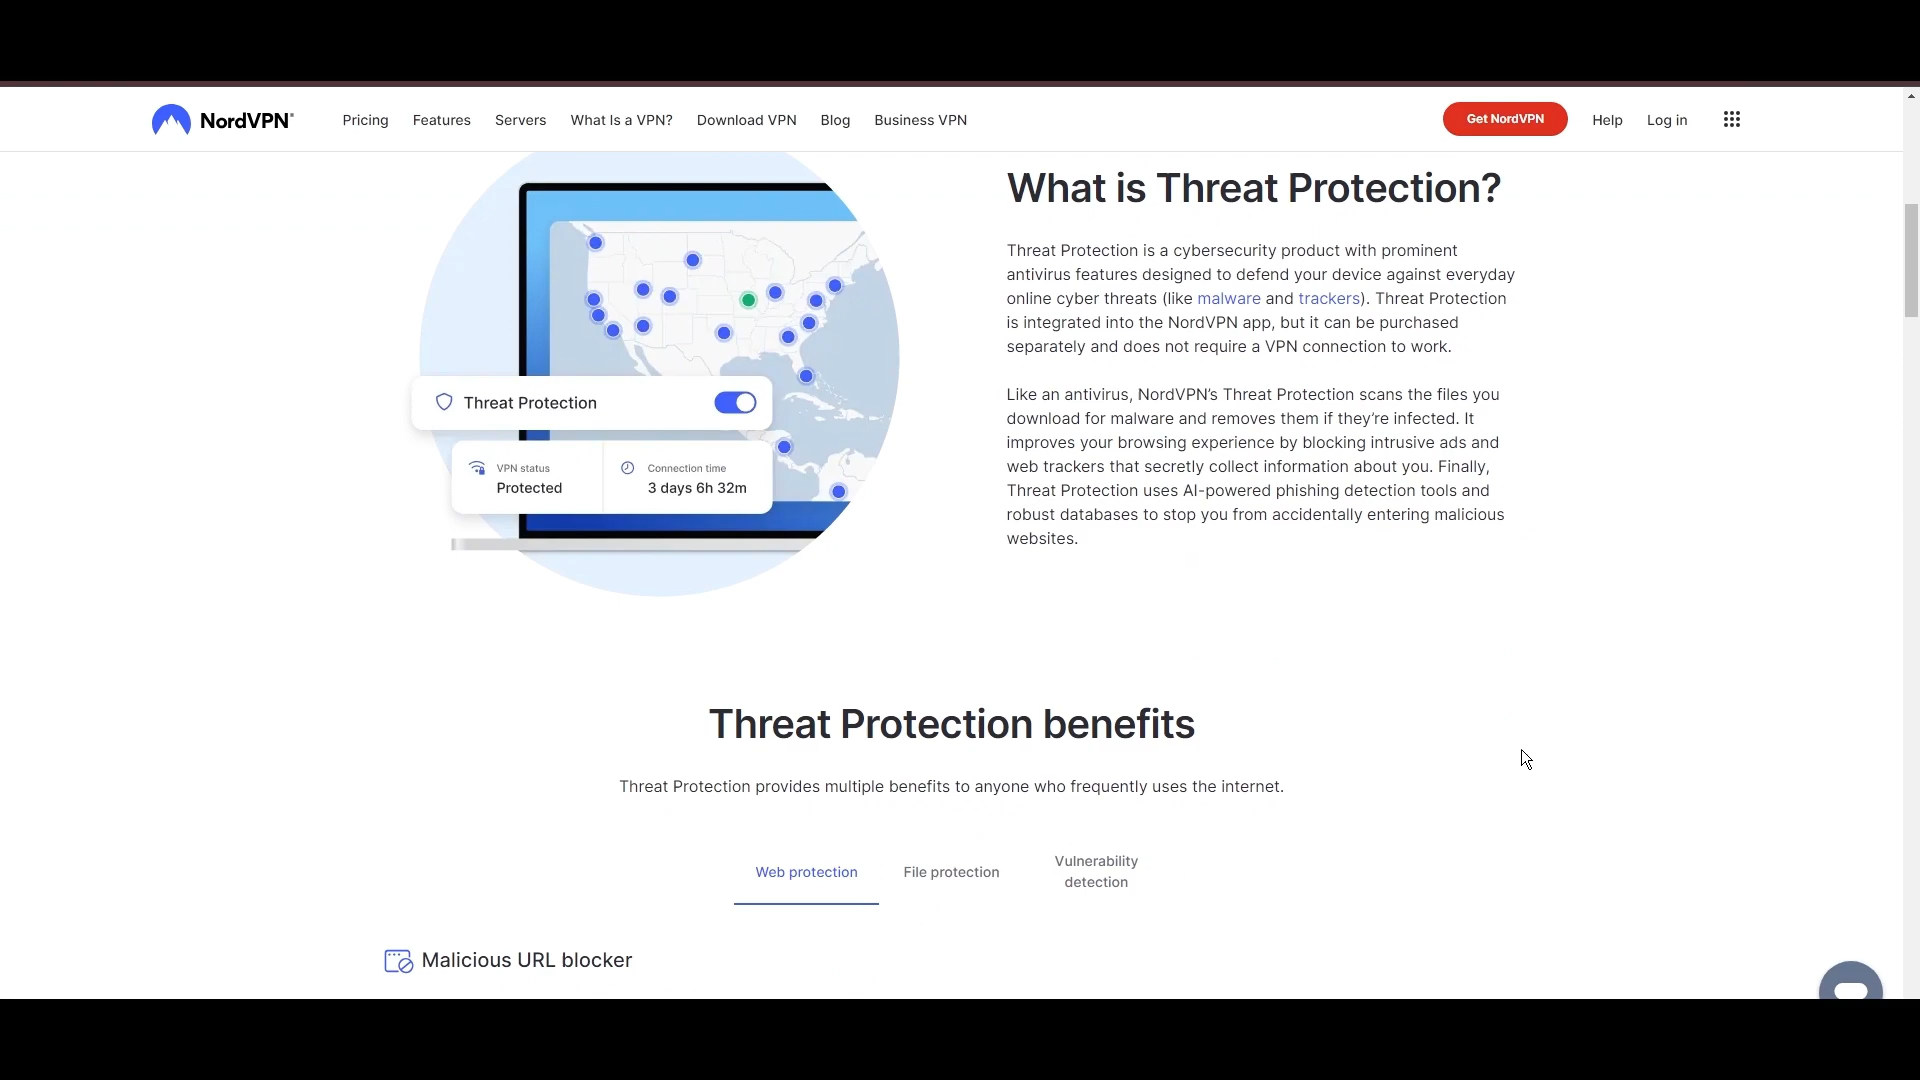 NordVPN®
Pricing
Features
Servers
What Is a VPN?
Download VPN
Blog
Business VPN
Get NordVPN
Help
Log in
What is Threat Protection?
Threat Protection is a cybersecurity product with prominent
antivirus features designed to defend your device against everyday
online cyber threats (like malware and trackers). Threat Protection
is integrated into the NordVPN app, but it can be purchased
separately and does not require a VPN connection to work.
Like an antivirus, NordVPN’s Threat Protection scans the files you
download for malware and removes them if they’re infected. It
improves your browsing experience by blocking intrusive ads and
web trackers that secretly collect information about you. Finally,
Threat Protection uses AI-powered phishing detection tools and
robust databases to stop you from accidentally entering malicious
websites.
Threat Protection
VPN status
Protected
Connection time
3 days 6h 32m
Threat Protection benefits
Threat Protection provides multiple benefits to anyone who frequently uses the internet.
Web protection
File protection
Vulnerability
detection
Malicious URL blocker